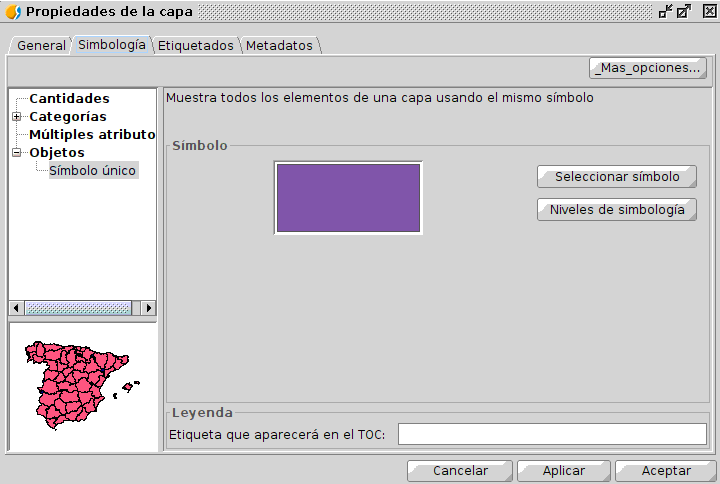 Propiedades de la capa
General Simbología Etiquetados Metadatos
_Mas_opciones...
Cantidades
Categorías
Múltiples atributo
Objetos
Símbolo único
Muestra todos los elementos de una capa usando el mismo símbolo
Símbolo
Seleccionar símbolo
Niveles de simbología
Leyenda
Etiqueta que aparecerá en el TOC:
Cancelar Aplicar Aceptar